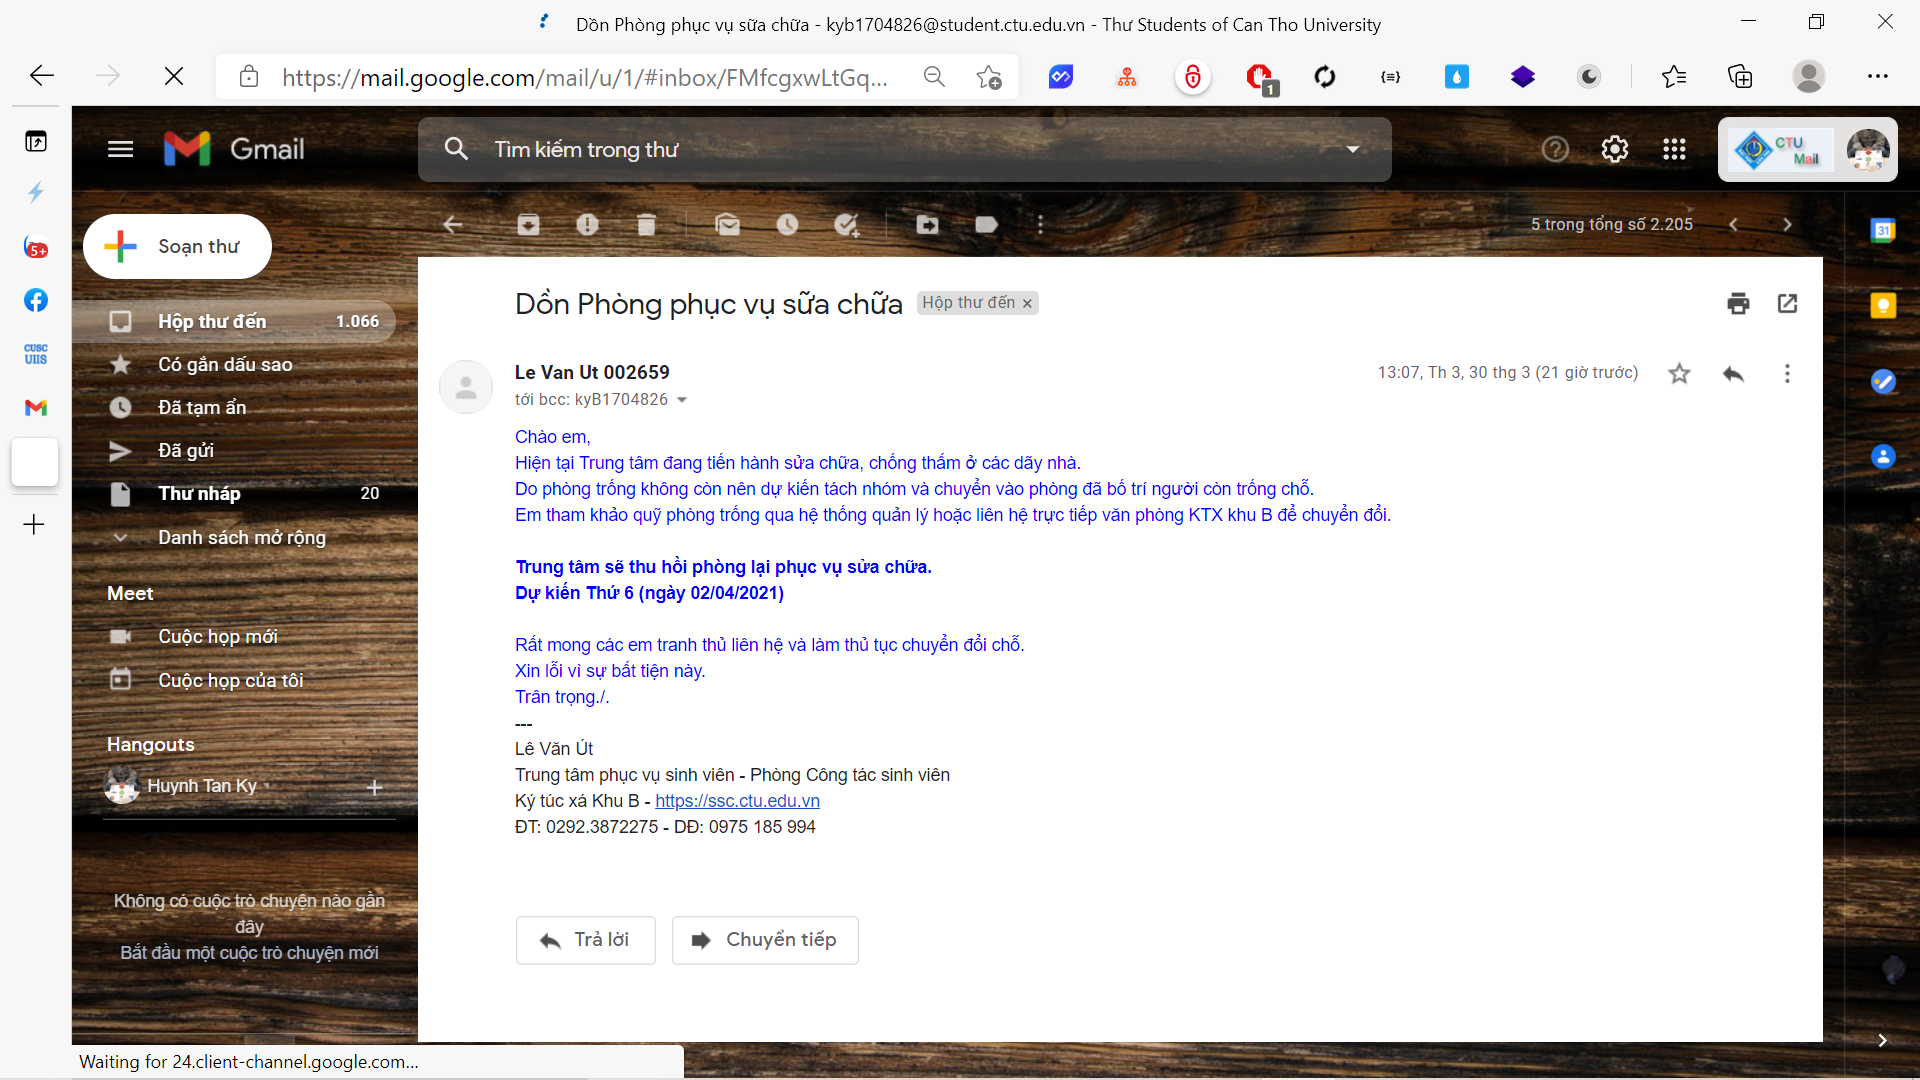 Dồn Phòng phục vụ sữa chữa - kyb1704826@student.ctu.edu.vn - Thư Students of Can Tho University
https://mail.google.com/mail/u/1/#inbox/FMfcgxwLtGq...
1
5+
CUSC
UIIS
Gmail
Tìm kiếm trong thư
CTU
Mail
Soạn thư
5 trong tổng số 2.205
31
Hộp thư đến 1.066
Có gắn dấu sao
Đã tạm ẩn
Đã gửi
Thư nháp 20
Danh sách mở rộng
Meet
Cuộc họp mới
Cuộc họp của tôi
Hangouts
Huynh Tan Ky
Không có cuộc trò chuyện nào gần
đây
Bắt đầu một cuộc trò chuyện mới
Dồn Phòng phục vụ sữa chữa Hộp thư đến ×
Le Van Ut 002659
13:07, Th 3, 30 thg 3 (21 giờ trước)
tới bcc: kyB1704826
Chào em,
Hiện tại Trung tâm đang tiến hành sửa chữa, chống thấm ở các dãy nhà.
Do phòng trống không còn nên dự kiến tách nhóm và chuyển vào phòng đã bố trí người còn trống chỗ.
Em tham khảo quỹ phòng trống qua hệ thống quản lý hoặc liên hệ trực tiếp văn phòng KTX khu B để chuyển đổi.
Trung tâm sẽ thu hồi phòng lại phục vụ sửa chữa.
Dự kiến Thứ 6 (ngày 02/04/2021)
Rất mong các em tranh thủ liên hệ và làm thủ tục chuyển đổi chỗ.
Xin lỗi vì sự bất tiện này.
Trân trọng./.
---
Lê Văn Út
Trung tâm phục vụ sinh viên - Phòng Công tác sinh viên
Ký túc xá Khu B - https://ssc.ctu.edu.vn
ĐT: 0292.3872275 - DĐ: 0975 185 994
Trả lời
Chuyển tiếp
Waiting for 24.client-channel.google.com...